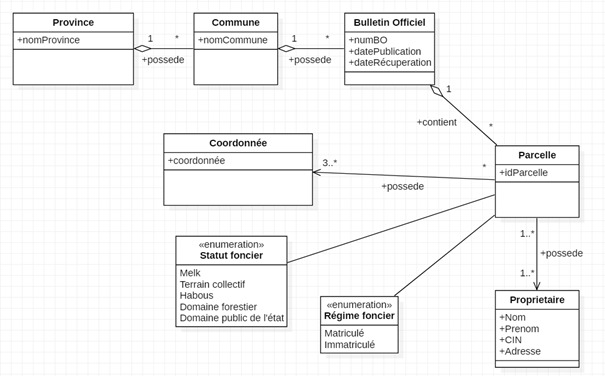 Province
+nomProvince
1
*
+possede
Commune
+nomCommune
1
*
+possede
Bulletin Officiel
+numBO
+datePublication
+dateRécuperation
1
+contient
*
Coordonnée
+coordonnée
3..*
*
+possede
Parcelle
+idParcelle
«enumeration»
Statut foncier
Melk
Terrain collectif
Habous
Domaine forestier
Domaine public de l'état
«enumeration»
Régime foncier
Matriculé
Immatriculé
1..*
+possede
1..*
Proprietaire
+Nom
+Prenom
+CIN
+Adresse